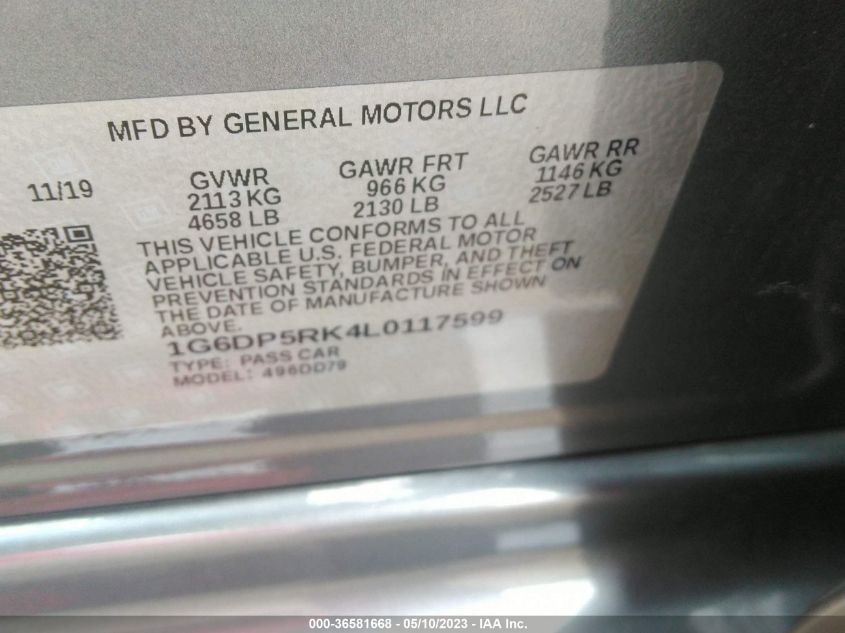 MFD BY GENERAL MOTORS LLC
11/19
GVWR
2113 KG
4658 LB
GAWR FRT
966 KG
2130 LB
GAWR RR
1146 KG
2527 LB
THIS VEHICLE CONFORMS TO ALL
APPLICABLE U.S. FEDERAL MOTOR
VEHICLE SAFETY, BUMPER, AND THEFT
PREVENTION STANDARDS IN EFFECT ON
THE DATE OF MANUFACTURE SHOWN
ABOVE.
1G6DP5RK4L0117599
TYPE: PASS CAR
MODEL: 496DD79
000-36581668 - 05/10/2023 - IAA Inc.